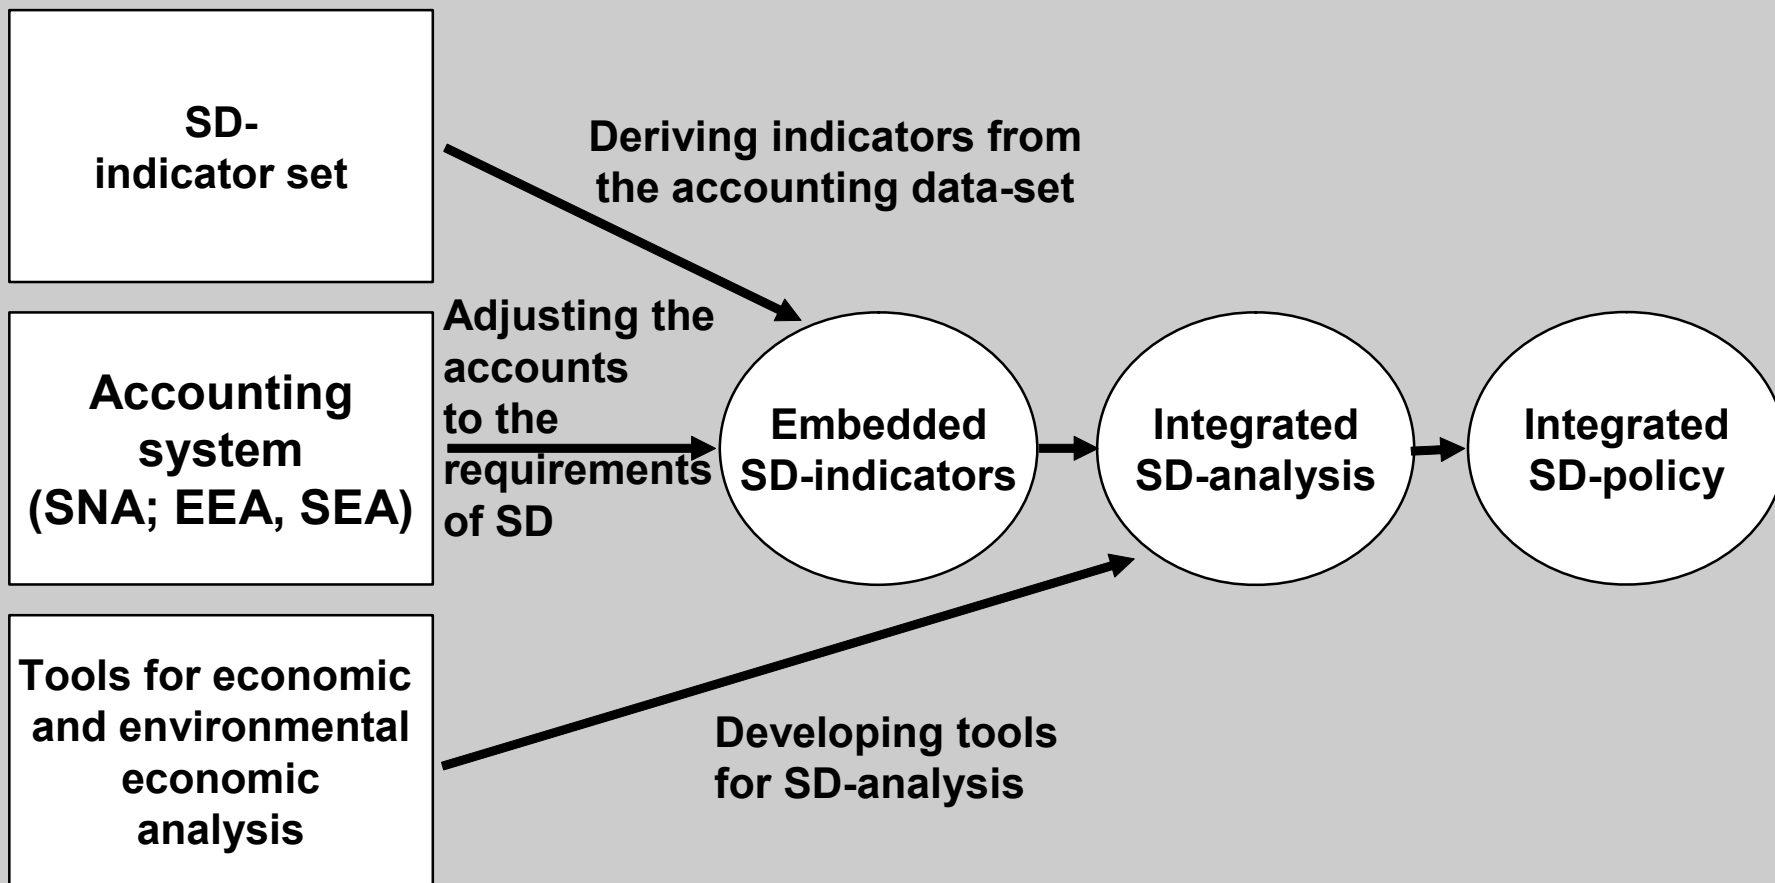 SD-
indicator set
Deriving indicators from
the accounting data-set
Accounting
system
(SNA; EEA, SEA)
Adjusting the
accounts
to the
requirements
of SD
Embedded
SD-indicators
Integrated
SD-analysis
Integrated
SD-policy
Tools for economic
and environmental
economic
analysis
Developing tools
for SD-analysis